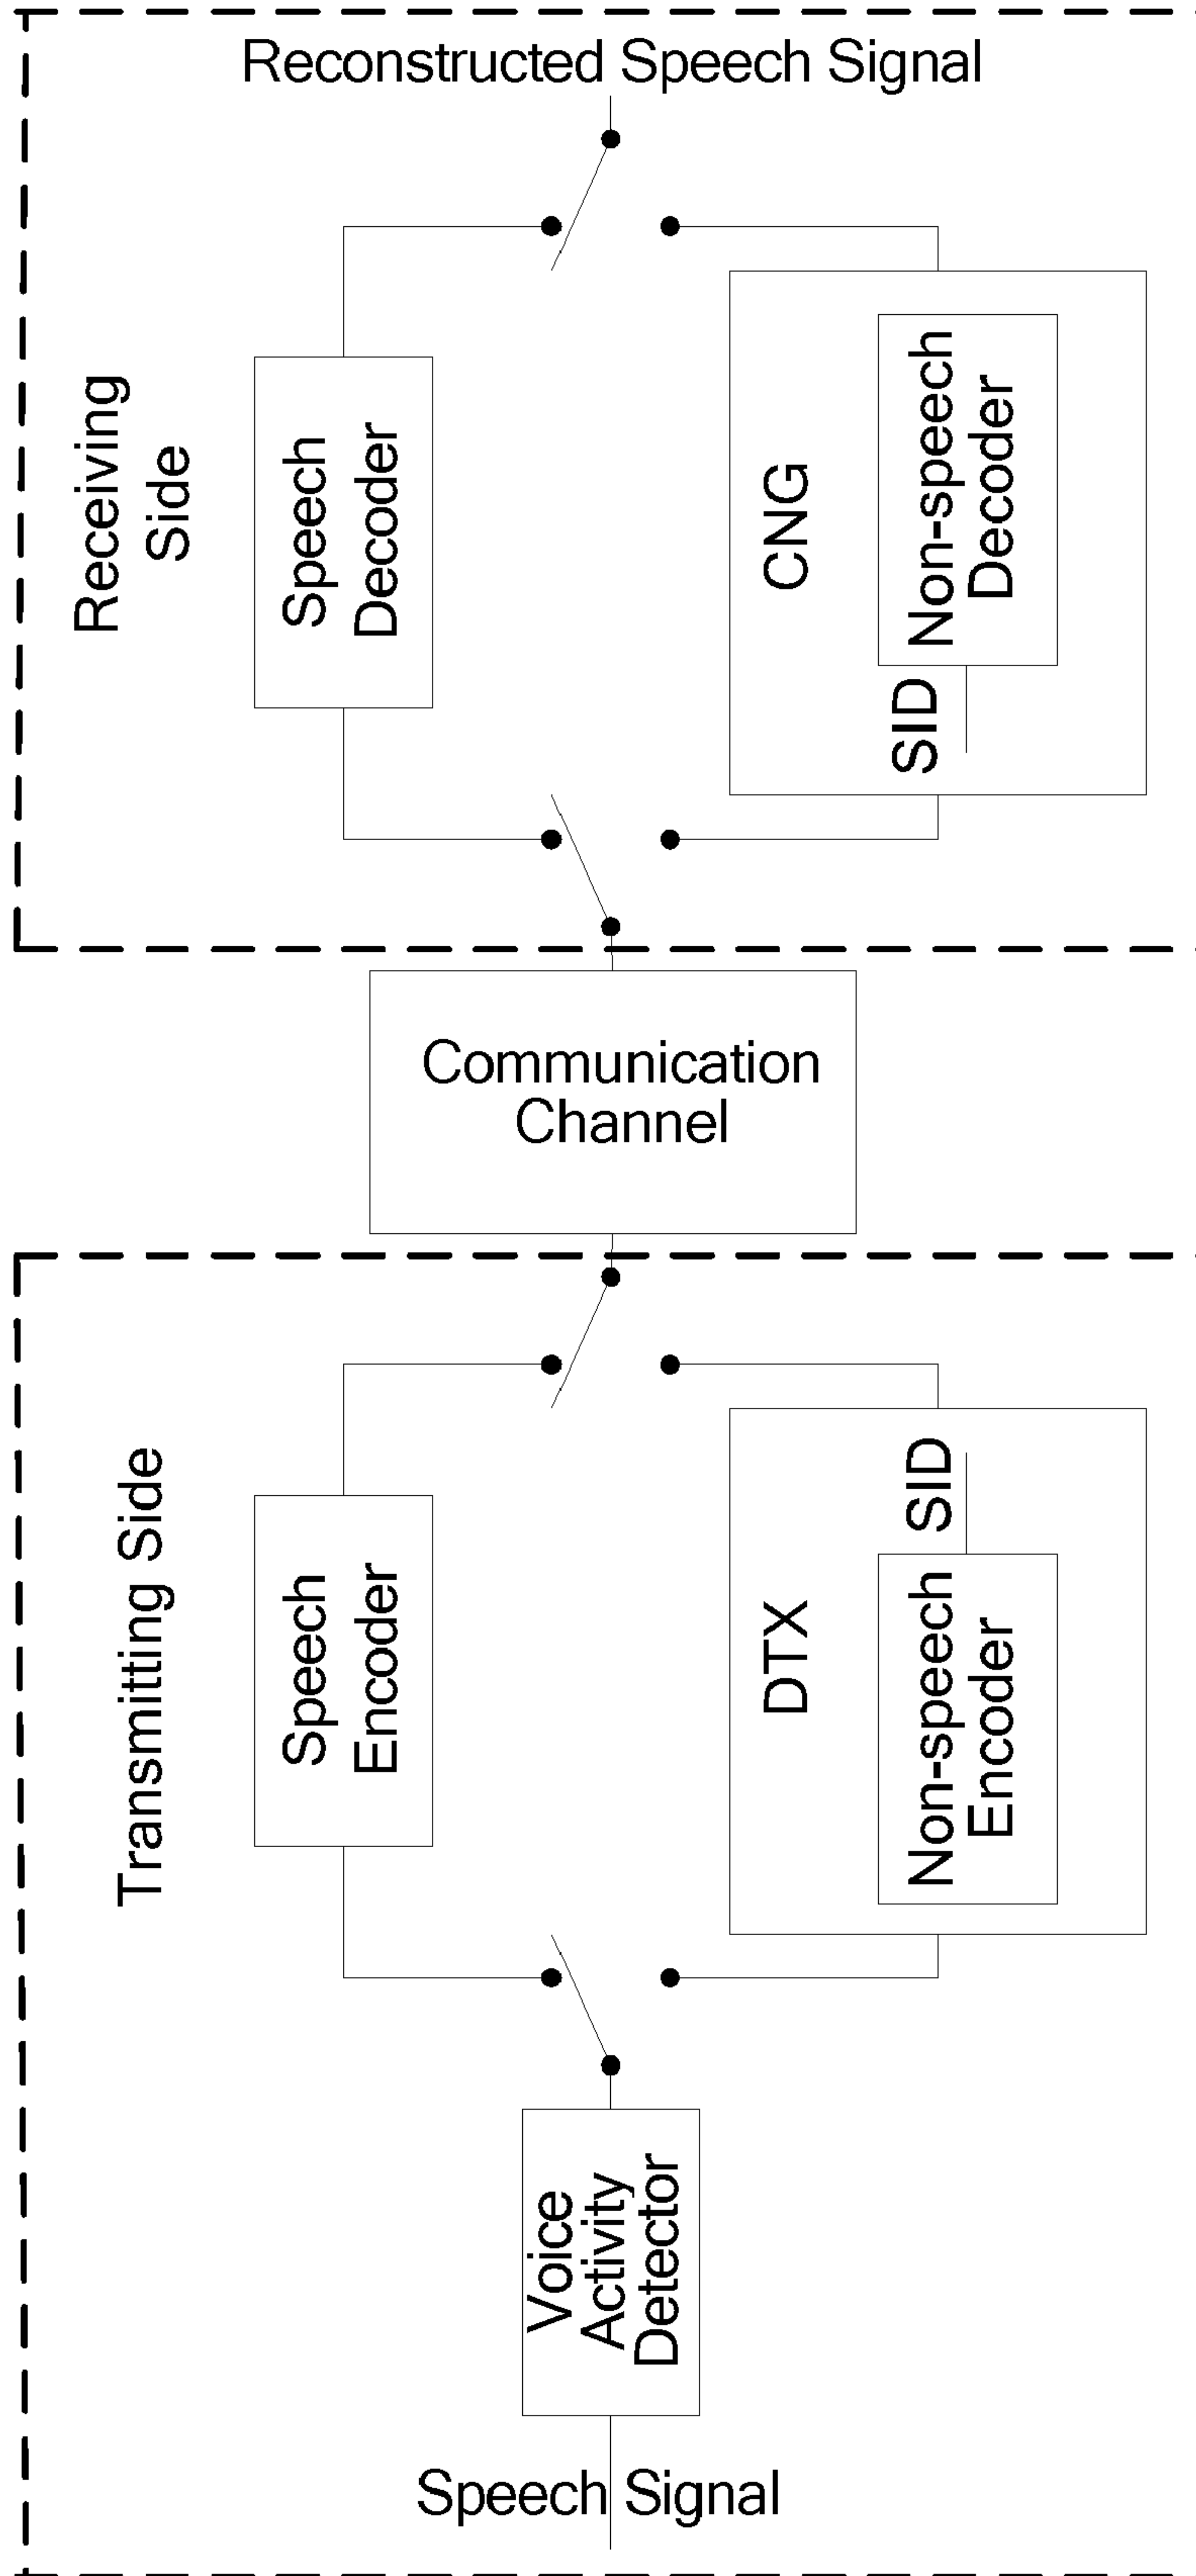 Reconstructed Speech Signal
Receiving
Side
Speech
Decoder
CNG
SID
Non-speech
Decoder
Communication
Channel
Transmitting Side
Speech
Encoder
DTX
SID
Non-speech
Encoder
Voice
Activity
Detector
Speech Signal